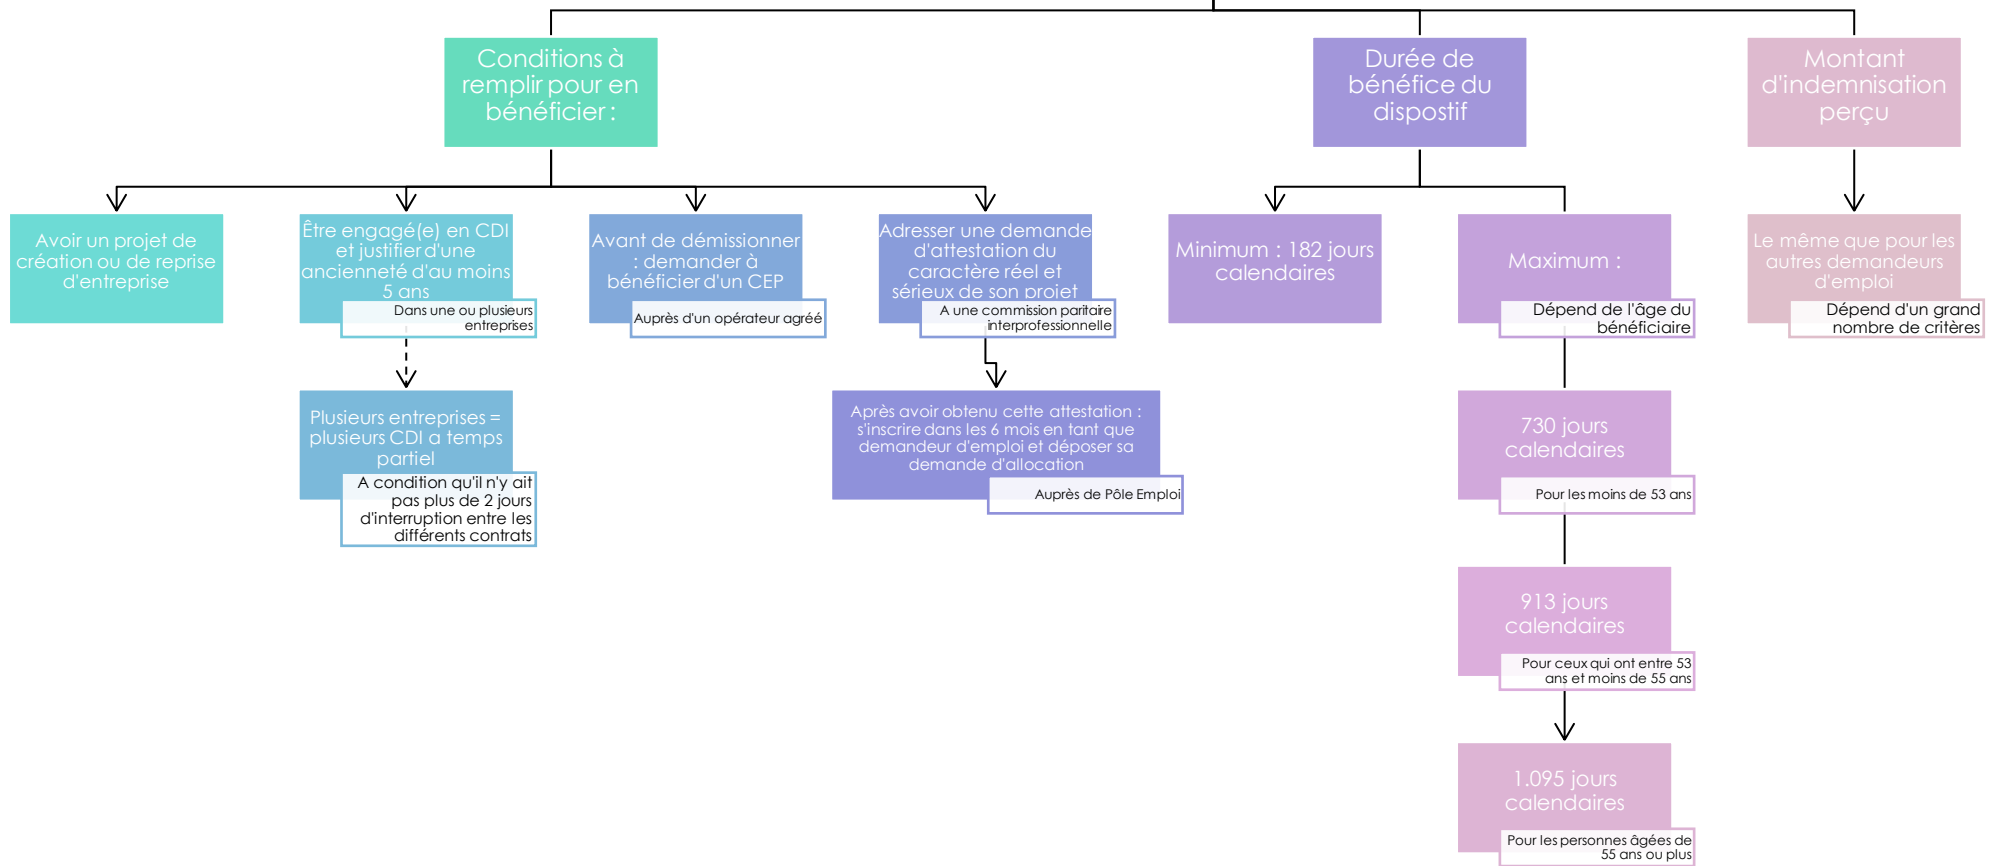 Conditions à
remplir pour en
bénéficier :
Durée de
bénéfice du
dispostif
Montant
d'indemnisation
perçu
Avoir un projet de
création ou de reprise
d'entreprise
Être engagé(e) en CDI
et justifier d'une
ancienneté d'au moins
5 ans
Dans une ou plusieurs
entreprises
Avant de démissionner
: demander à
bénéficier d'un CEP
Auprès d'un opérateur agréé
Adresser une demande
d'attestation du
caractère réel et
sérieux de son projet
A une commission paritaire
interprofessionnelle
Minimum : 182 jours
calendaires
Maximum :
Dépend de l'âge du
bénéficiaire
Le même que pour les
autres demandeurs
d'emploi
Dépend d'un grand
nombre de critères
Plusieurs entreprises =
plusieurs CDI a temps
partiel
A condition qu'il n'y ait
pas plus de 2 jours
d'interruption entre les
différents contrats
Après avoir obtenu cette attestation :
s'inscrire dans les 6 mois en tant que
demandeur d'emploi et déposer sa
demande d'allocation
Auprès de Pôle Emploi
730 jours
calendaires
Pour les moins de 53 ans
913 jours
calendaires
Pour ceux qui ont entre 53
ans et moins de 55 ans
1.095 jours
calendaires
Pour les personnes âgées de
55 ans ou plus